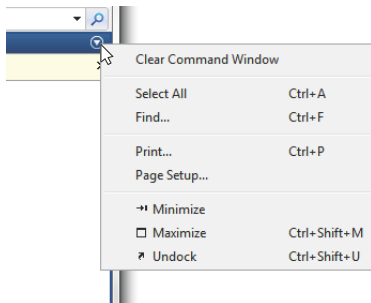 Clear Command Window
Select All Ctrl+A
Find... Ctrl+F
Print... Ctrl+P
Page Setup...
Minimize
Maximize Ctrl+Shift+M
Undock Ctrl+Shift+U